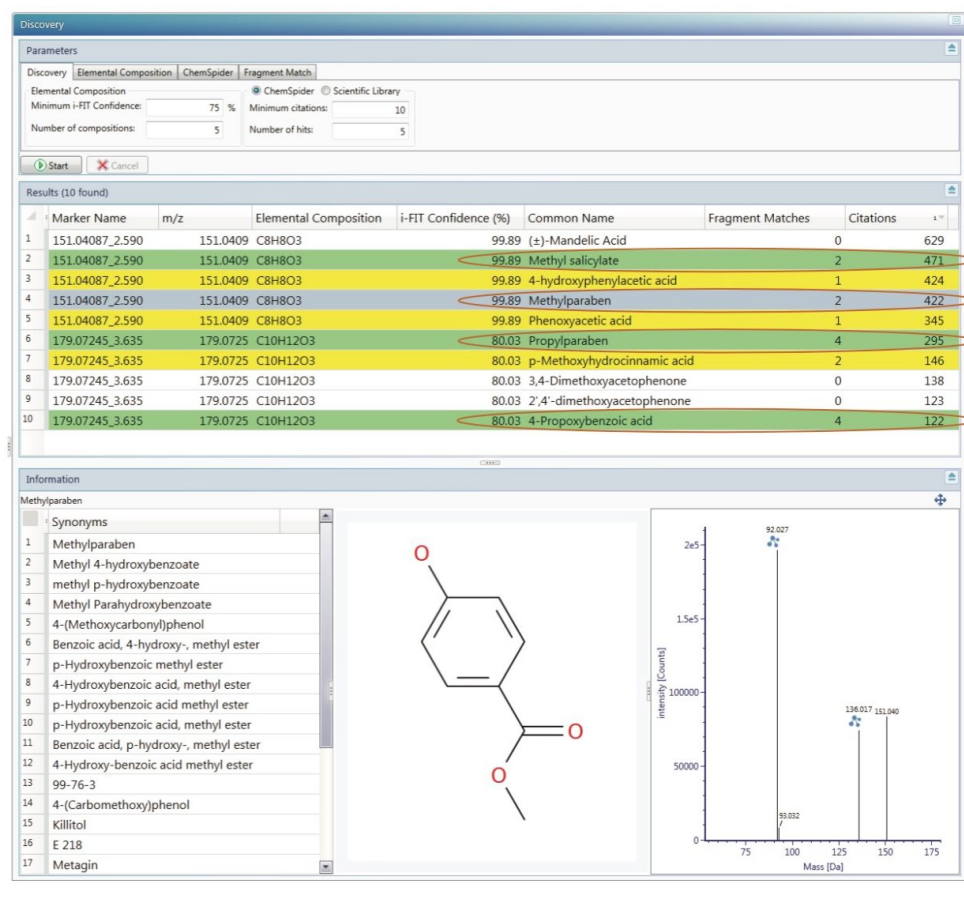 Discovery
Parameters
Discovery Elemental Composition ChemSpider Fragment Match
Elemental Composition ChemSpider Scientific Library
Minimum i-FIT Confidence: 75 % Minimum citations: 10
Number of compositions: 5 Number of hits: 5
Start Cancel
Results (10 found)
Marker Name m/z Elemental Composition i-FIT Confidence (%) Common Name Fragment Matches Citations 1
1 151.04087_2.590 151.0409 C8H8O3 99.89 (±)-Mandelic Acid 0 629
2 151.04087_2.590 151.0409 C8H8O3 99.89 Methyl salicylate 2 471
3 151.04087_2.590 151.0409 C8H8O3 99.89 4-hydroxyphenylacetic acid 1 424
4 151.04087_2.590 151.0409 C8H8O3 99.89 Methylparaben 2 422
5 151.04087_2.590 151.0409 C8H8O3 99.89 Phenoxyacetic acid 1 345
6 179.07245_3.635 179.0725 C10H12O3 80.03 Propylparaben 4 295
7 179.07245_3.635 179.0725 C10H12O3 80.03 p-Methoxyhydrocinnamic acid 2 146
8 179.07245_3.635 179.0725 C10H12O3 80.03 3,4-Dimethoxyacetophenone 0 138
9 179.07245_3.635 179.0725 C10H12O3 80.03 2',4'-dimethoxyacetophenone 0 123
10 179.07245_3.635 179.0725 C10H12O3 80.03 4-Propoxybenzoic acid 4 122
Information
Methylparaben
Synonyms
1 Methylparaben
2 Methyl 4-hydroxybenzoate
3 methyl p-hydroxybenzoate
4 Methyl Parahydroxybenzoate
5 4-(Methoxycarbonyl)phenol
6 Benzoic acid, 4-hydroxy-, methyl ester
7 p-Hydroxybenzoic methyl ester
8 4-Hydroxybenzoic acid, methyl ester
9 p-Hydroxybenzoic acid methyl ester
10 p-Hydroxybenzoic acid, methyl ester
11 Benzoic acid, p-hydroxy-, methyl ester
12 4-Hydroxy-benzoic acid methyl ester
13 99-76-3
14 4-(Carbomethoxy)phenol
15 Killitol
16 E 218
17 Metagin
O
O
O
92.027
2e5
1.5e5
intensity [Counts]
100000
136.017 151.040
50000
93.032
0
75 100 125 150 175
Mass [Da]